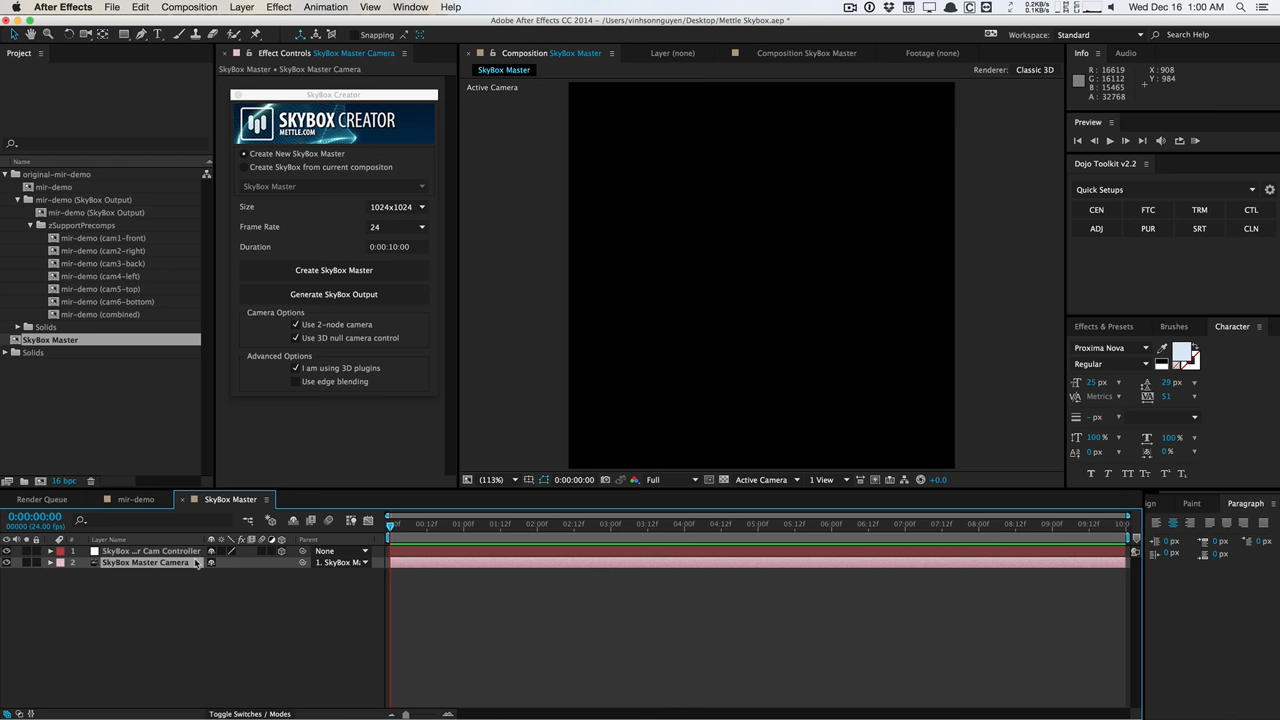 After Effects File Edit Composition Layer Effect Animation View Window Help
0.2KB/s 0.1KB/s Wed Dec 16 1:00 AM
Adobe After Effects CC 2014 - /Users/vinhsonnguyen/Desktop/Mettle Skybox.aep *
Snapping Workspace: Standard Search Help
Project
Effect Controls SkyBox Master Camera
Composition SkyBox Master Layer (none) Composition SkyBox Master Footage (none)
Info Audio
SkyBox Master • SkyBox Master Camera
SkyBox Master
Renderer: Classic 3D
Active Camera
R : 16619
G : 16112
B : 15465
A : 32768
X : 908
Y : 984
SkyBox Creator
SKYBOX CREATOR
METTLE.COM
Create New SkyBox Master
Create SkyBox from current compositon
SkyBox Master
Size 1024x1024
Frame Rate 24
Duration 0:00:10:00
Create SkyBox Master
Generate SkyBox Output
Camera Options
Use 2-node camera
Use 3D null camera control
Advanced Options
I am using 3D plugins
Use edge blending
Name
original-mir-demo
mir-demo
mir-demo (SkyBox Output)
mir-demo (SkyBox Output)
zSupportPrecomps
mir-demo (cam1-front)
mir-demo (cam2-right)
mir-demo (cam3-back)
mir-demo (cam4-left)
mir-demo (cam5-top)
mir-demo (cam6-bottom)
mir-demo (combined)
Solids
SkyBox Master
Solids
16 bpc
Preview
Dojo Toolkit v2.2
Quick Setups
CEN FTC TRM CTL
ADJ PUR SRT CLN
Effects & Presets Brushes Character
Proxima Nova
Regular
25 px 29 px
Metrics 51
- px
100 % 100 %
0 px 0 %
T T TT Tt T¹ T₁
(113%) 0:00:00:00 Full Active Camera 1 View +0.0
Render Queue mir-demo SkyBox Master
0:00:00:00
00000 (24.00 fps)
# Layer Name Parent
00:12f 01:00f 01:12f 02:00f 02:12f 03:00f 03:12f 04:00f 04:12f 05:00f 05:12f 06:00f 06:12f 07:00f 07:12f 08:00f 08:12f 09:00f 09:12f 10:0
1 SkyBox ...r Cam Controller None
2 SkyBox Master Camera 1. SkyBox Ma
Toggle Switches / Modes
ign Paint Paragraph
0 px 0 px 0 px
0 px 0 px